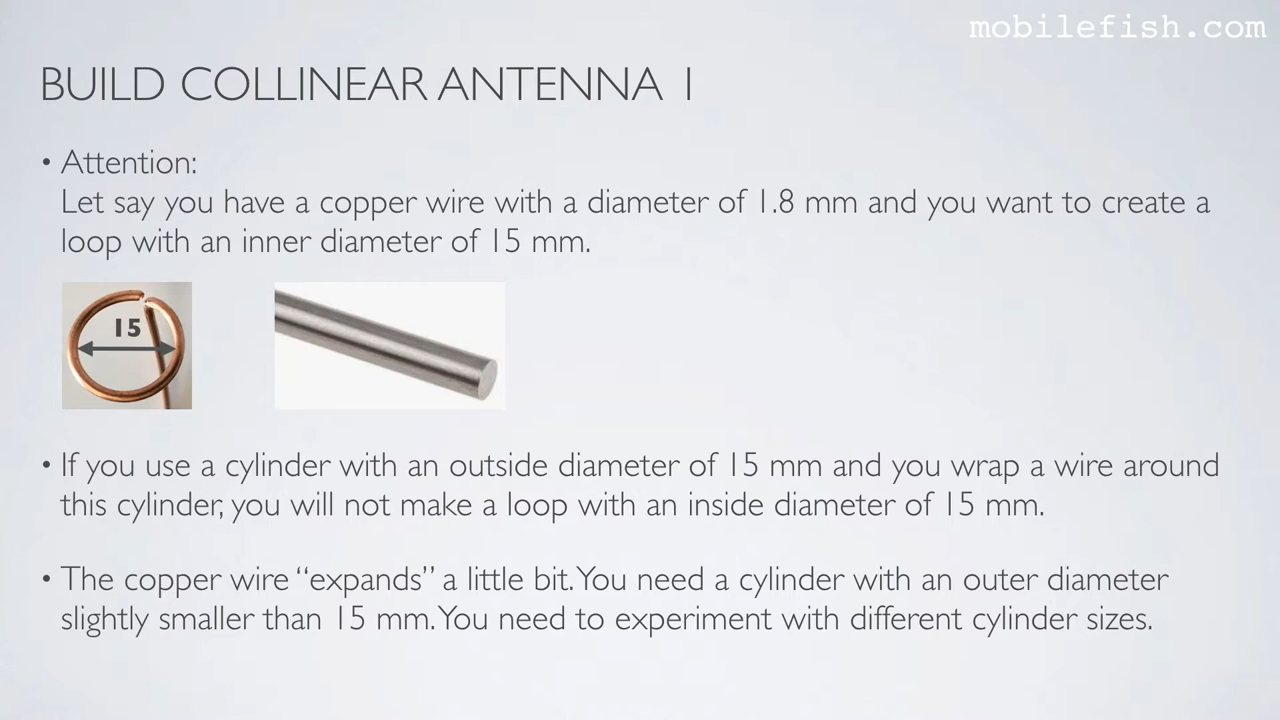 mobilefish.com
BUILD COLLINEAR ANTENNA 1
• Attention:
Let say you have a copper wire with a diameter of 1.8 mm and you want to create a
loop with an inner diameter of 15 mm.
15
• If you use a cylinder with an outside diameter of 15 mm and you wrap a wire around
this cylinder, you will not make a loop with an inside diameter of 15 mm.
• The copper wire “expands” a little bit. You need a cylinder with an outer diameter
slightly smaller than 15 mm. You need to experiment with different cylinder sizes.